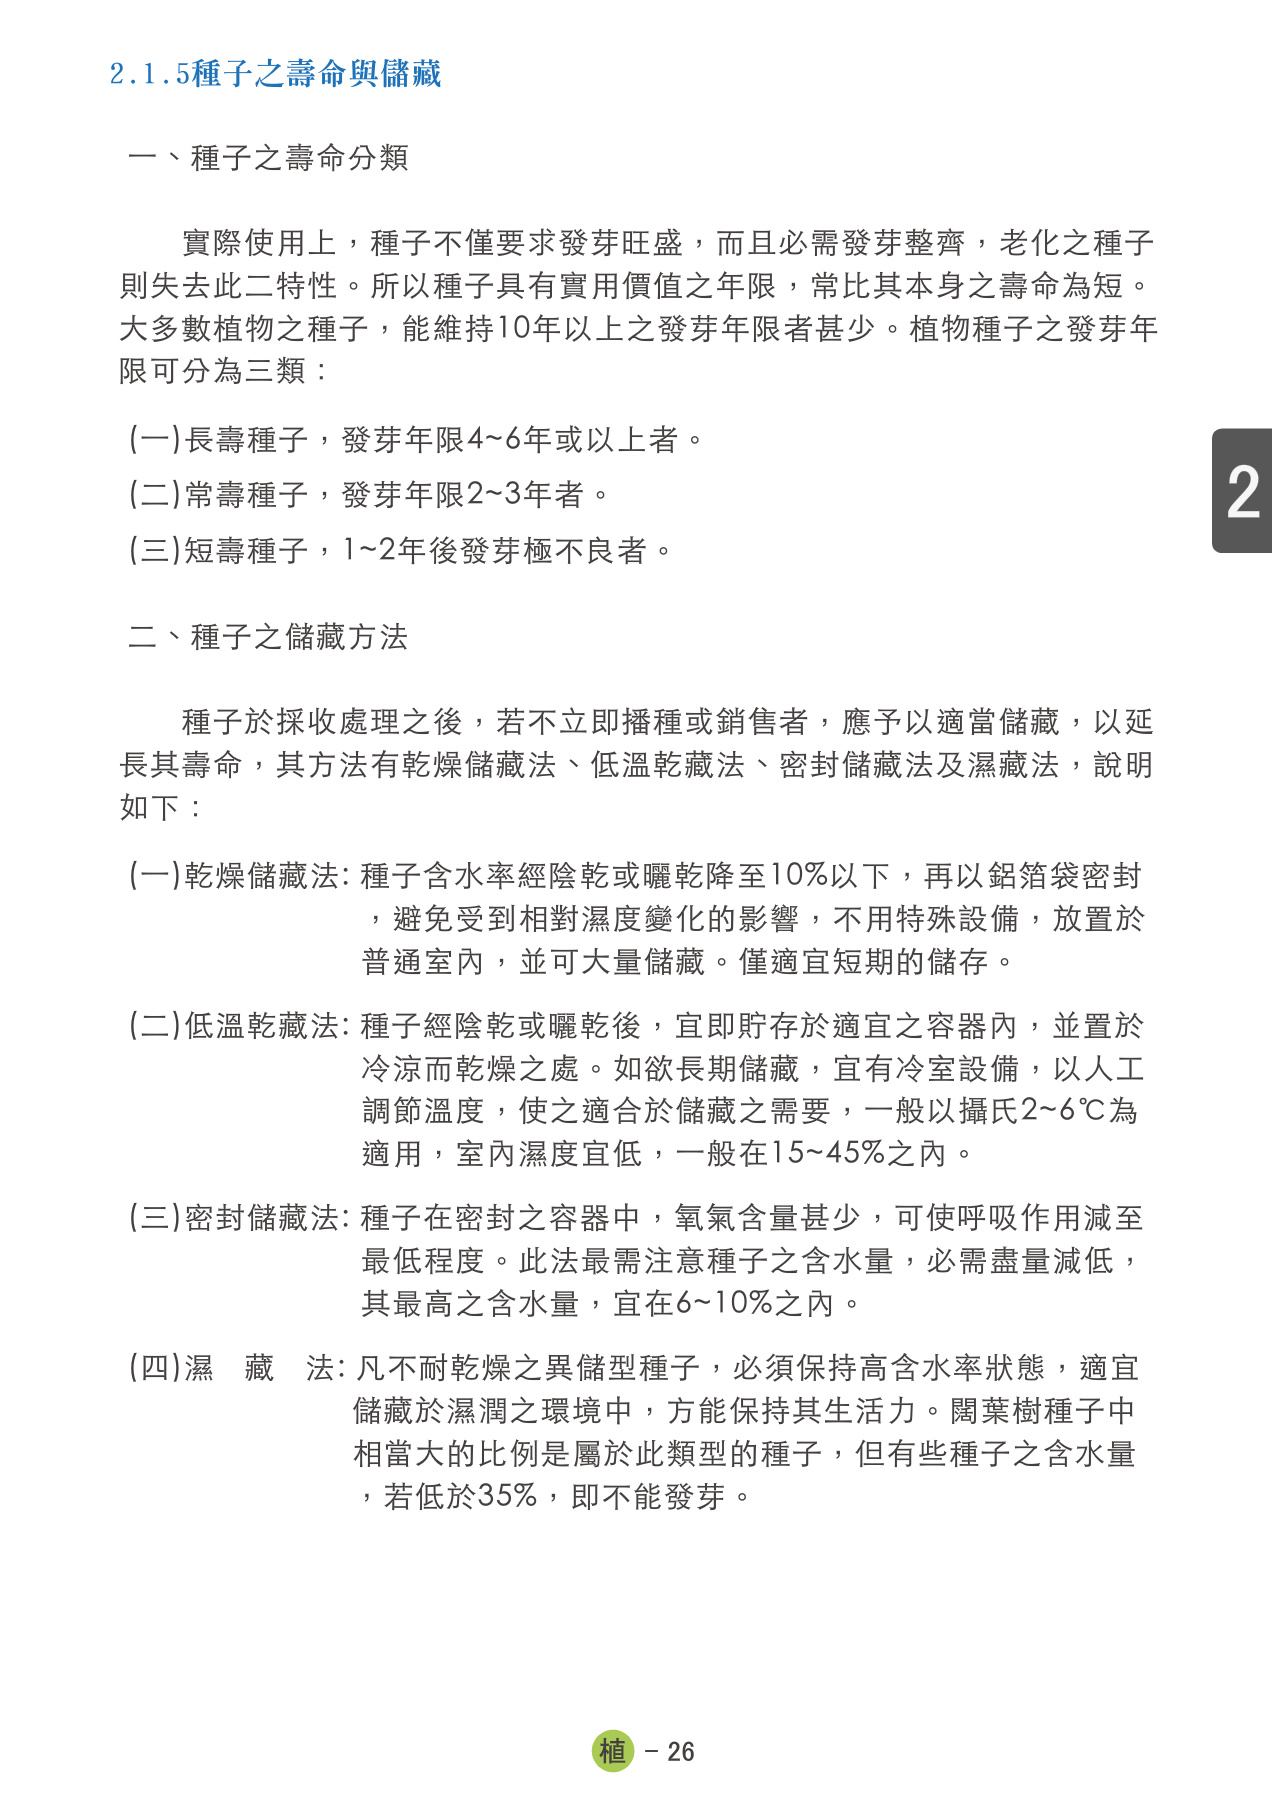 2.1.5種子之壽命與儲藏
一、種子之壽命分類
實際使用上，種子不僅要求發芽旺盛，而且必需發芽整齊，老化之種子
則失去此二特性。所以種子具有實用價值之年限，常比其本身之壽命為短。
大多數植物之種子，能維持10年以上之發芽年限者甚少。植物種子之發芽年
限可分為三類：
(一)長壽種子，發芽年限4~6年或以上者。
(二)常壽種子，發芽年限2~3年者。
(三)短壽種子，1~2年後發芽極不良者。
2
二、種子之儲藏方法
種子於採收處理之後，若不立即播種或銷售者，應予以適當儲藏，以延
長其壽命，其方法有乾燥儲藏法、低溫乾藏法、密封儲藏法及濕藏法，說明
如下：
(一)乾燥儲藏法：種子含水率經陰乾或曬乾降至10%以下，再以鋁箔袋密封
，避免受到相對濕度變化的影響，不用特殊設備，放置於
普通室內，並可大量儲藏。僅適宜短期的儲存。
(二)低溫乾藏法：種子經陰乾或曬乾後，宜即貯存於適宜之容器內，並置於
冷涼而乾燥之處。如欲長期儲藏，宜有冷室設備，以人工
調節溫度，使之適合於儲藏之需要，一般以攝氏2~6℃為
適用，室內濕度宜低，一般在15~45%之內。
(三)密封儲藏法：種子在密封之容器中，氧氣含量甚少，可使呼吸作用減至
最低程度。此法最需注意種子之含水量，必需盡量減低，
其最高之含水量，宜在6~10%之內。
(四)濕　藏　法：凡不耐乾燥之異儲型種子，必須保持高含水率狀態，適宜
儲藏於濕潤之環境中，方能保持其生活力。闊葉樹種子中
相當大的比例是屬於此類型的種子，但有些種子之含水量
，若低於35%，即不能發芽。
植 - 26